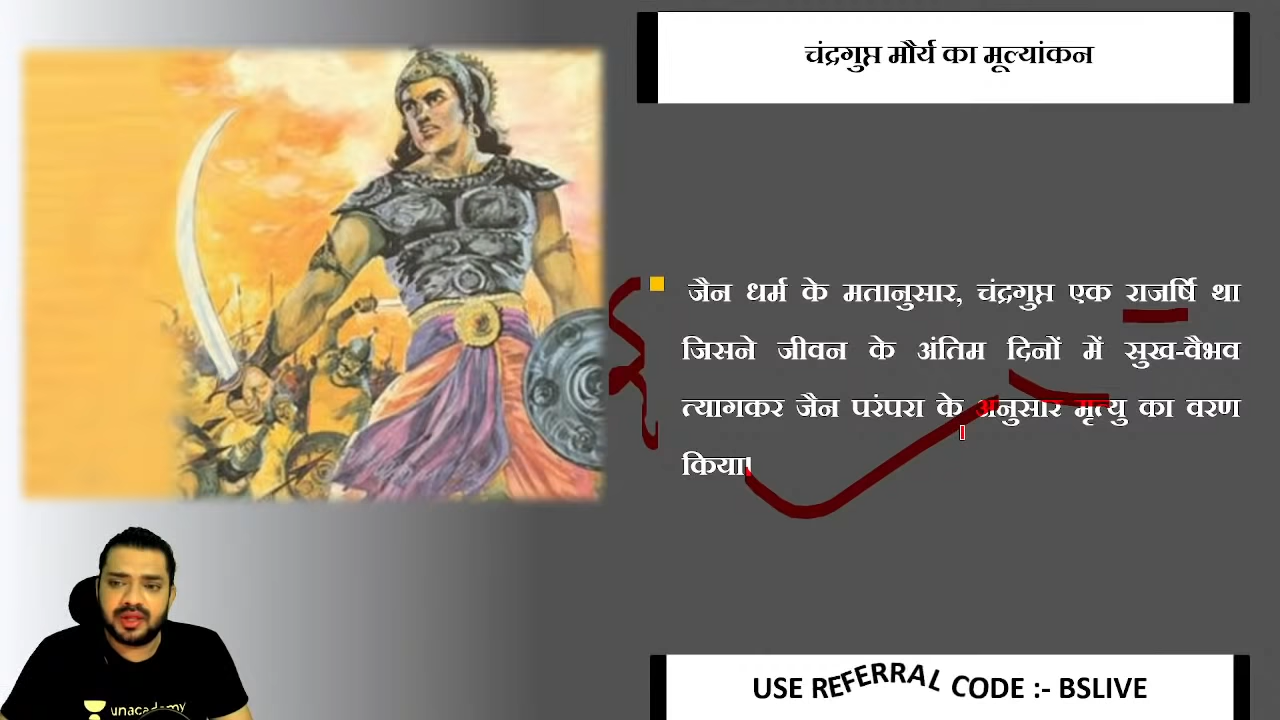 चंद्रगुप्त मौर्य का मूल्यांकन
जैन धर्म के मतानुसार, चंद्रगुप्त एक राजर्षि था
जिसने जीवन के अंतिम दिनों में सुख-वैभव
त्यागकर जैन परंपरा के अनुसार मृत्यु का वरण
किया।
unacademy
USE REFERRAL CODE :- BSLIVE